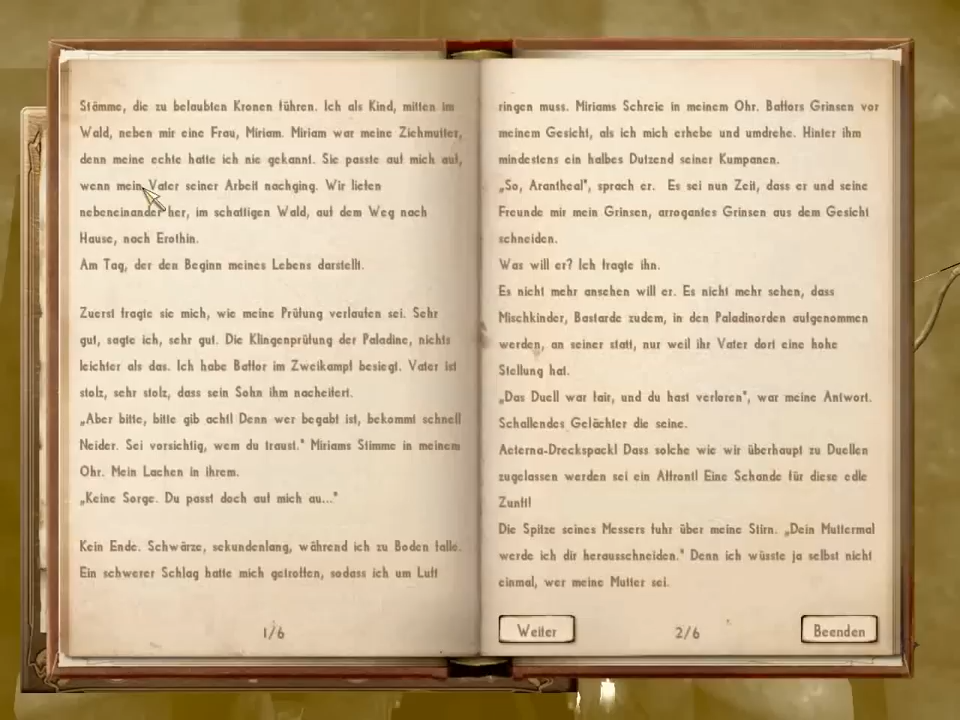 Stämme, die zu belaubten Kronen führen. Ich als Kind, mitten im
Wald, neben mir eine Frau, Miriam. Miriam war meine Ziehmutter,
denn meine echte hatte ich nie gekannt. Sie passte auf mich auf,
wenn mein Vater seiner Arbeit nachging. Wir liefen
nebeneinander her, im schattigen Wald, auf dem Weg nach
Hause, nach Erothin.
Am Tag, der den Beginn meines Lebens darstellt.
Zuerst fragte sie mich, wie meine Prüfung verlaufen sei. Sehr
gut, sagte ich, sehr gut. Die Klingenprüfung der Paladine, nichts
leichter als das. Ich habe Battor im Zweikampf besiegt. Vater ist
stolz, sehr stolz, dass sein Sohn ihm nacheifert.
„Aber bitte, bitte gib acht! Denn wer begabt ist, bekommt schnell
Neider. Sei vorsichtig, wem du traust." Miriams Stimme in meinem
Ohr. Mein Lachen in ihrem.
„Keine Sorge. Du passt doch auf mich au..."
Kein Ende. Schwärze, sekundenlang, während ich zu Boden falle.
Ein schwerer Schlag hatte mich getroffen, sodass ich um Luft
1/6
ringen muss. Miriams Schreie in meinem Ohr. Battors Grinsen vor
meinem Gesicht, als ich mich erhebe und umdrehe. Hinter ihm
mindestens ein halbes Dutzend seiner Kumpanen.
„So, Arantheal", sprach er. Es sei nun Zeit, dass er und seine
Freunde mir mein Grinsen, arrogantes Grinsen aus dem Gesicht
schneiden.
Was will er? Ich fragte ihn.
Es nicht mehr ansehen will er. Es nicht mehr sehen, dass
Mischkinder, Bastarde zudem, in den Paladinorden aufgenommen
werden, an seiner statt, nur weil ihr Vater dort eine hohe
Stellung hat.
„Das Duell war fair, und du hast verloren", war meine Antwort.
Schallendes Gelächter die seine.
Aeterna-Dreckspack! Dass solche wie wir überhaupt zu Duellen
zugelassen werden sei ein Affront! Eine Schande für diese edle
Zunft!
Die Spitze seines Messers fuhr über meine Stirn. „Dein Muttermal
werde ich dir herausschneiden." Denn ich wüsste ja selbst nicht
einmal, wer meine Mutter sei.
Weiter
2/6
Beenden